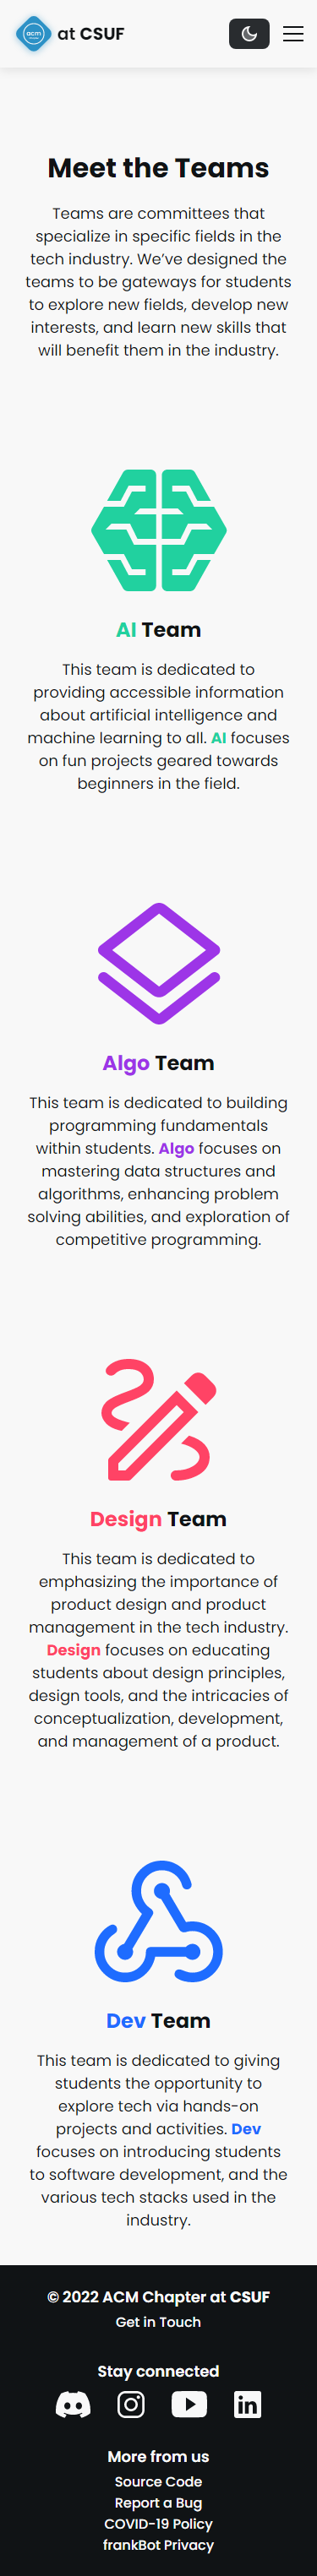 acm
at CSUF
Meet the Teams
Teams are committees that
specialize in specific fields in the
tech industry. We’ve designed the
teams to be gateways for students
to explore new fields, develop new
interests, and learn new skills that
will benefit them in the industry.
AI Team
This team is dedicated to
providing accessible information
about artificial intelligence and
machine learning to all. AI focuses
on fun projects geared towards
beginners in the field.
Algo Team
This team is dedicated to building
programming fundamentals
within students. Algo focuses on
mastering data structures and
algorithms, enhancing problem
solving abilities, and exploration of
competitive programming.
Design Team
This team is dedicated to
emphasizing the importance of
product design and product
management in the tech industry.
Design focuses on educating
students about design principles,
design tools, and the intricacies of
conceptualization, development,
and management of a product.
Dev Team
This team is dedicated to giving
students the opportunity to
explore tech via hands-on
projects and activities. Dev
focuses on introducing students
to software development, and the
various tech stacks used in the
industry.
© 2022 ACM Chapter at CSUF
Get in Touch
Stay connected
in
More from us
Source Code
Report a Bug
COVID-19 Policy
frankBot Privacy